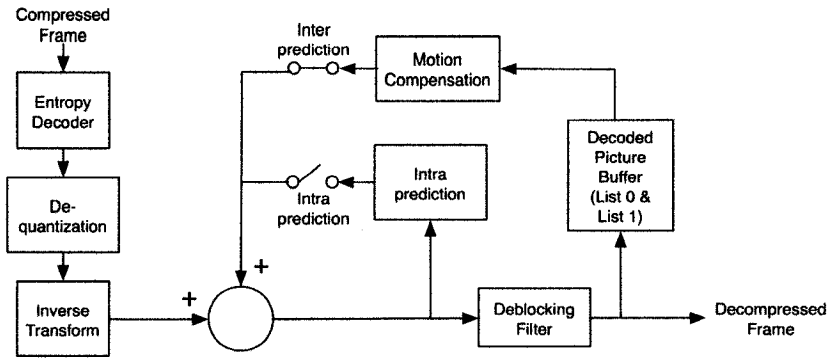 Compressed
Frame
Entropy
Decoder
De-
quantization
Inverse
Transform
Inter
prediction
Motion
Compensation
Intra
prediction
Intra
prediction
Decoded
Picture
Buffer
(List 0 &
List 1)
+
+
Deblocking
Filter
Decompressed
Frame